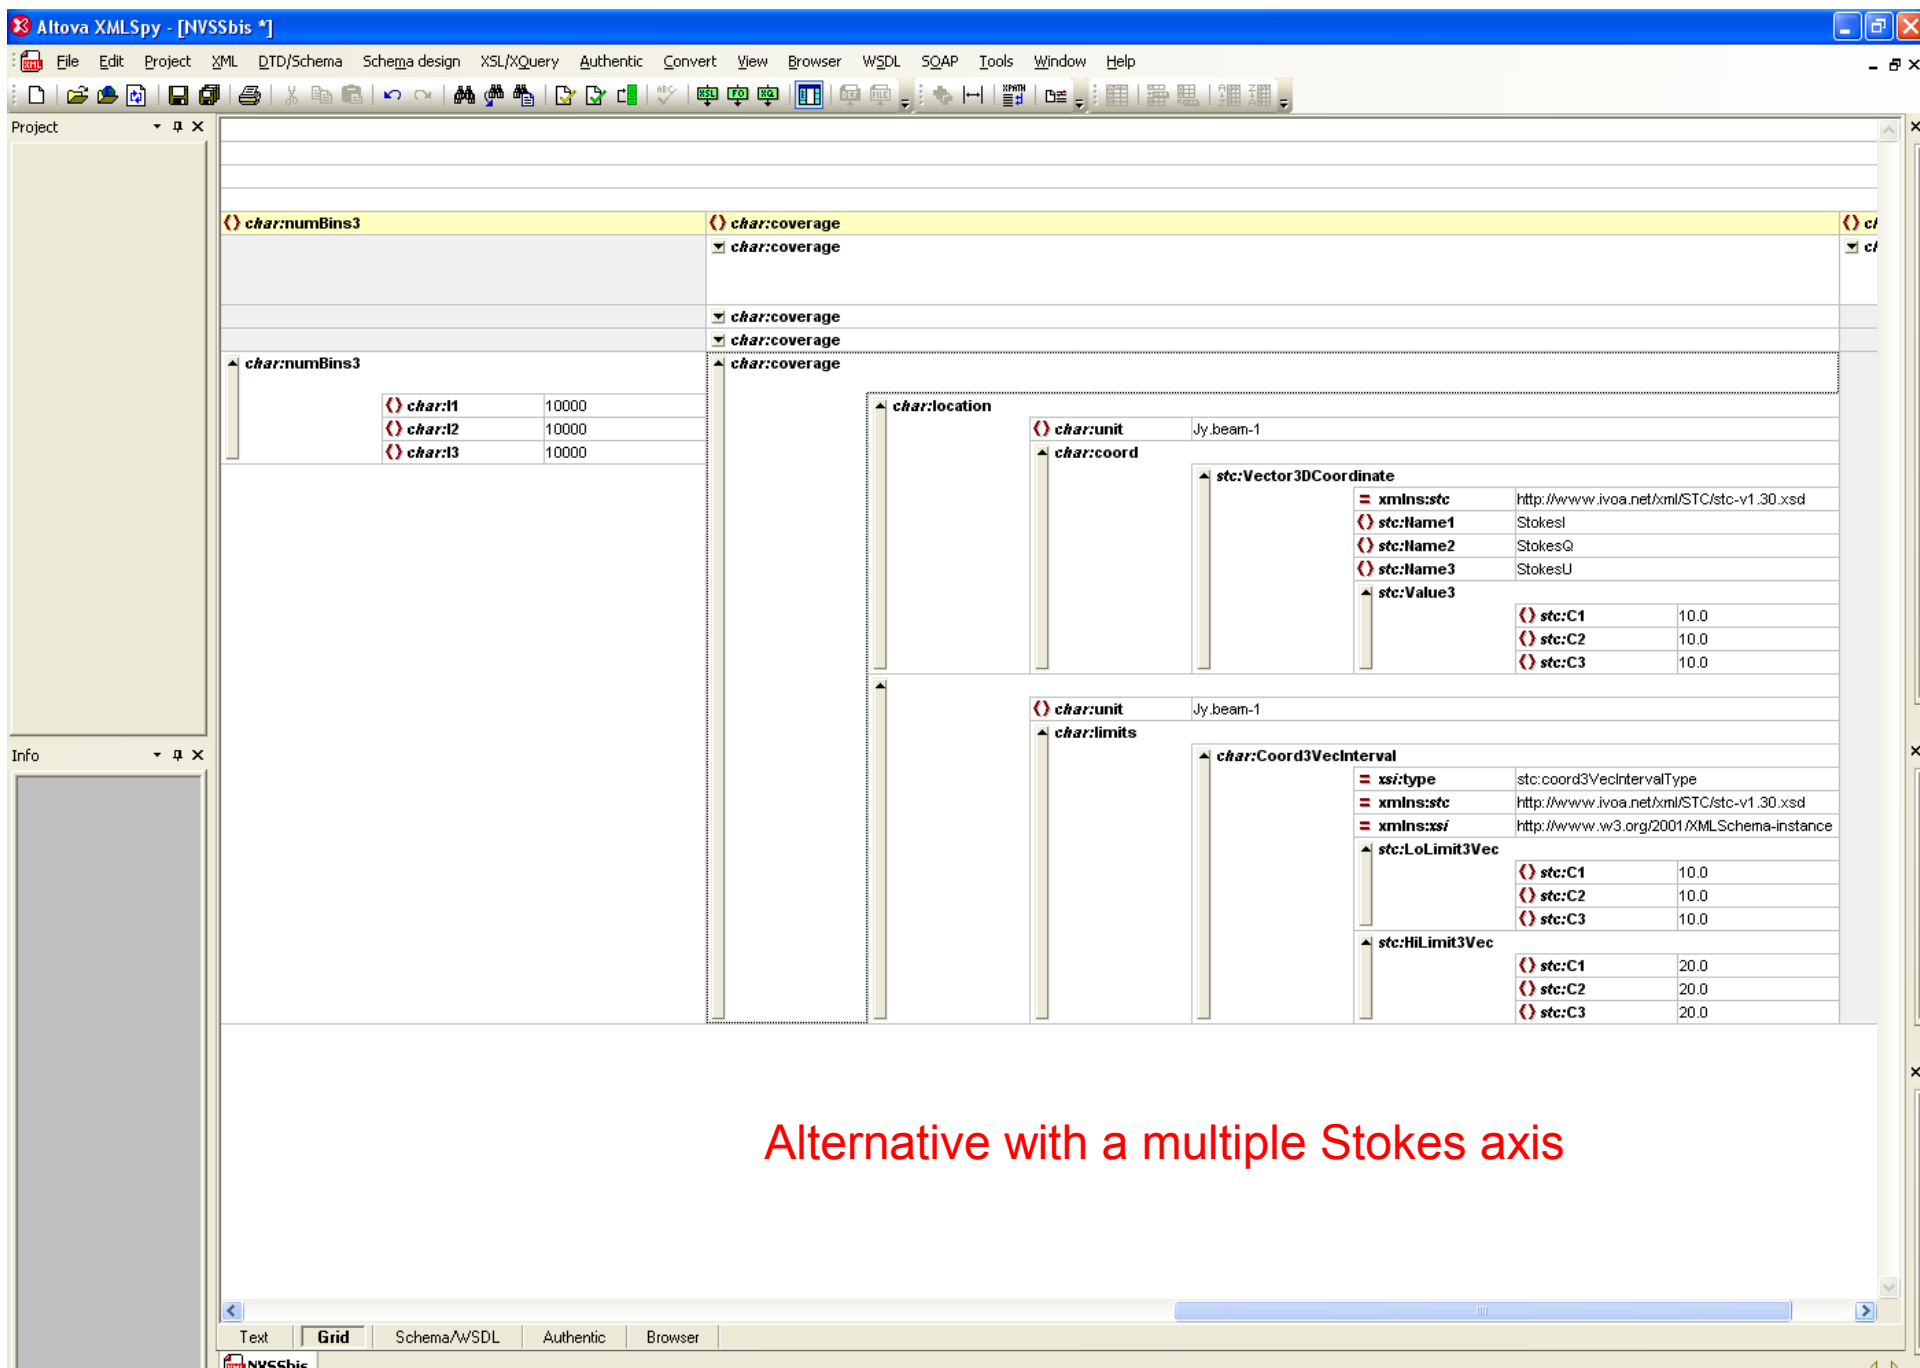 Altova XMLSpy - [NVSSbis *]
File Edit Project XML DTD/Schema Schema design XSL/XQuery Authentic Convert View Browser WSDL SOAP Tools Window Help
Project
char:numBins3 char:coverage
char:coverage
char:coverage
char:coverage
char:numBins3 char:coverage
char:I1 10000 char:location
char:I2 10000 char:unit Jy.beam-1
char:I3 10000 char:coord
stc:Vector3DCoordinate
= xmlns:stc http://www.ivoa.net/xml/STC/stc-v1.30.xsd
stc:Name1 StokesI
stc:Name2 StokesQ
stc:Name3 StokesU
stc:Value3
stc:C1 10.0
stc:C2 10.0
stc:C3 10.0
char:unit Jy.beam-1
char:limits
Info
char:Coord3VecInterval
= xsi:type stc:coord3VecIntervalType
= xmlns:stc http://www.ivoa.net/xml/STC/stc-v1.30.xsd
= xmlns:xsi http://www.w3.org/2001/XMLSchema-instance
stc:LoLimit3Vec
stc:C1 10.0
stc:C2 10.0
stc:C3 10.0
stc:HiLimit3Vec
stc:C1 20.0
stc:C2 20.0
stc:C3 20.0
Alternative with a multiple Stokes axis
Text Grid Schema/WSDL Authentic Browser
NVSSbis